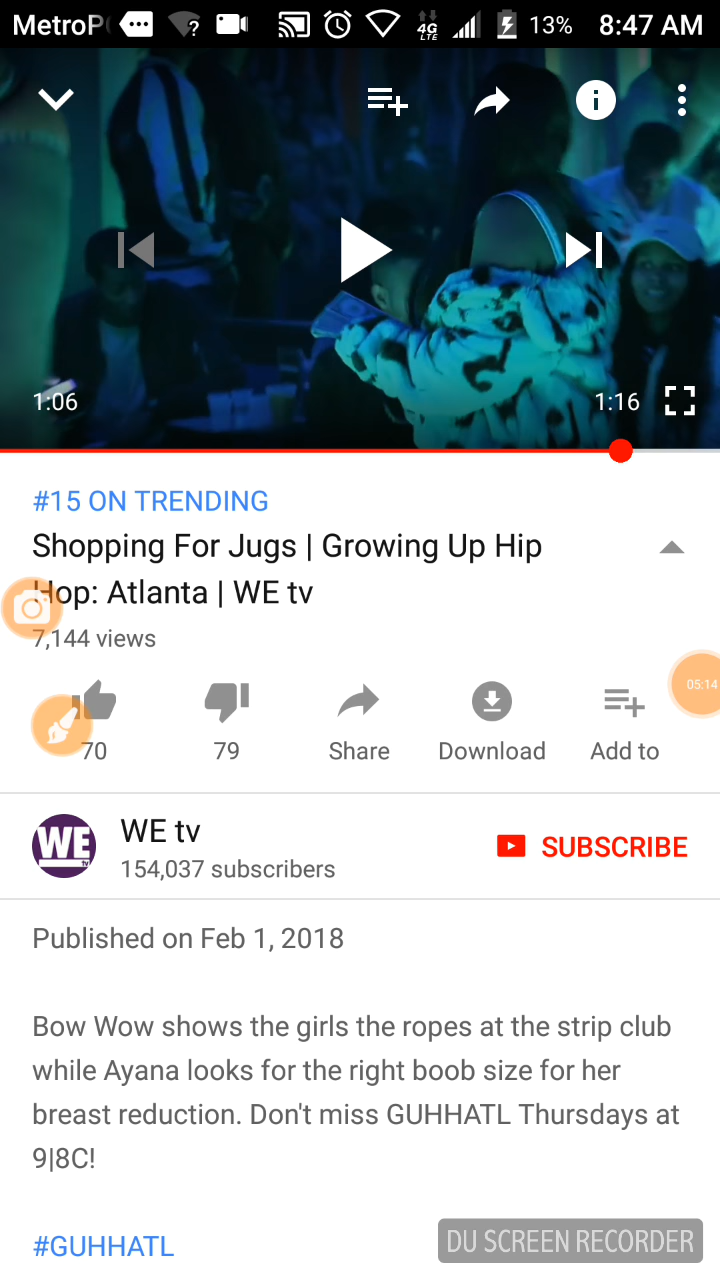 MetroP
?
4G
LTE
13%
8:47 AM
1:06
1:16
#15 ON TRENDING
Shopping For Jugs | Growing Up Hip
Hop: Atlanta | WE tv
7,144 views
05:14
70
79
Share
Download
Add to
WE
tv
WE tv
154,037 subscribers
SUBSCRIBE
Published on Feb 1, 2018
Bow Wow shows the girls the ropes at the strip club
while Ayana looks for the right boob size for her
breast reduction. Don't miss GUHHATL Thursdays at
9|8C!
#GUHHATL
DU SCREEN RECORDER